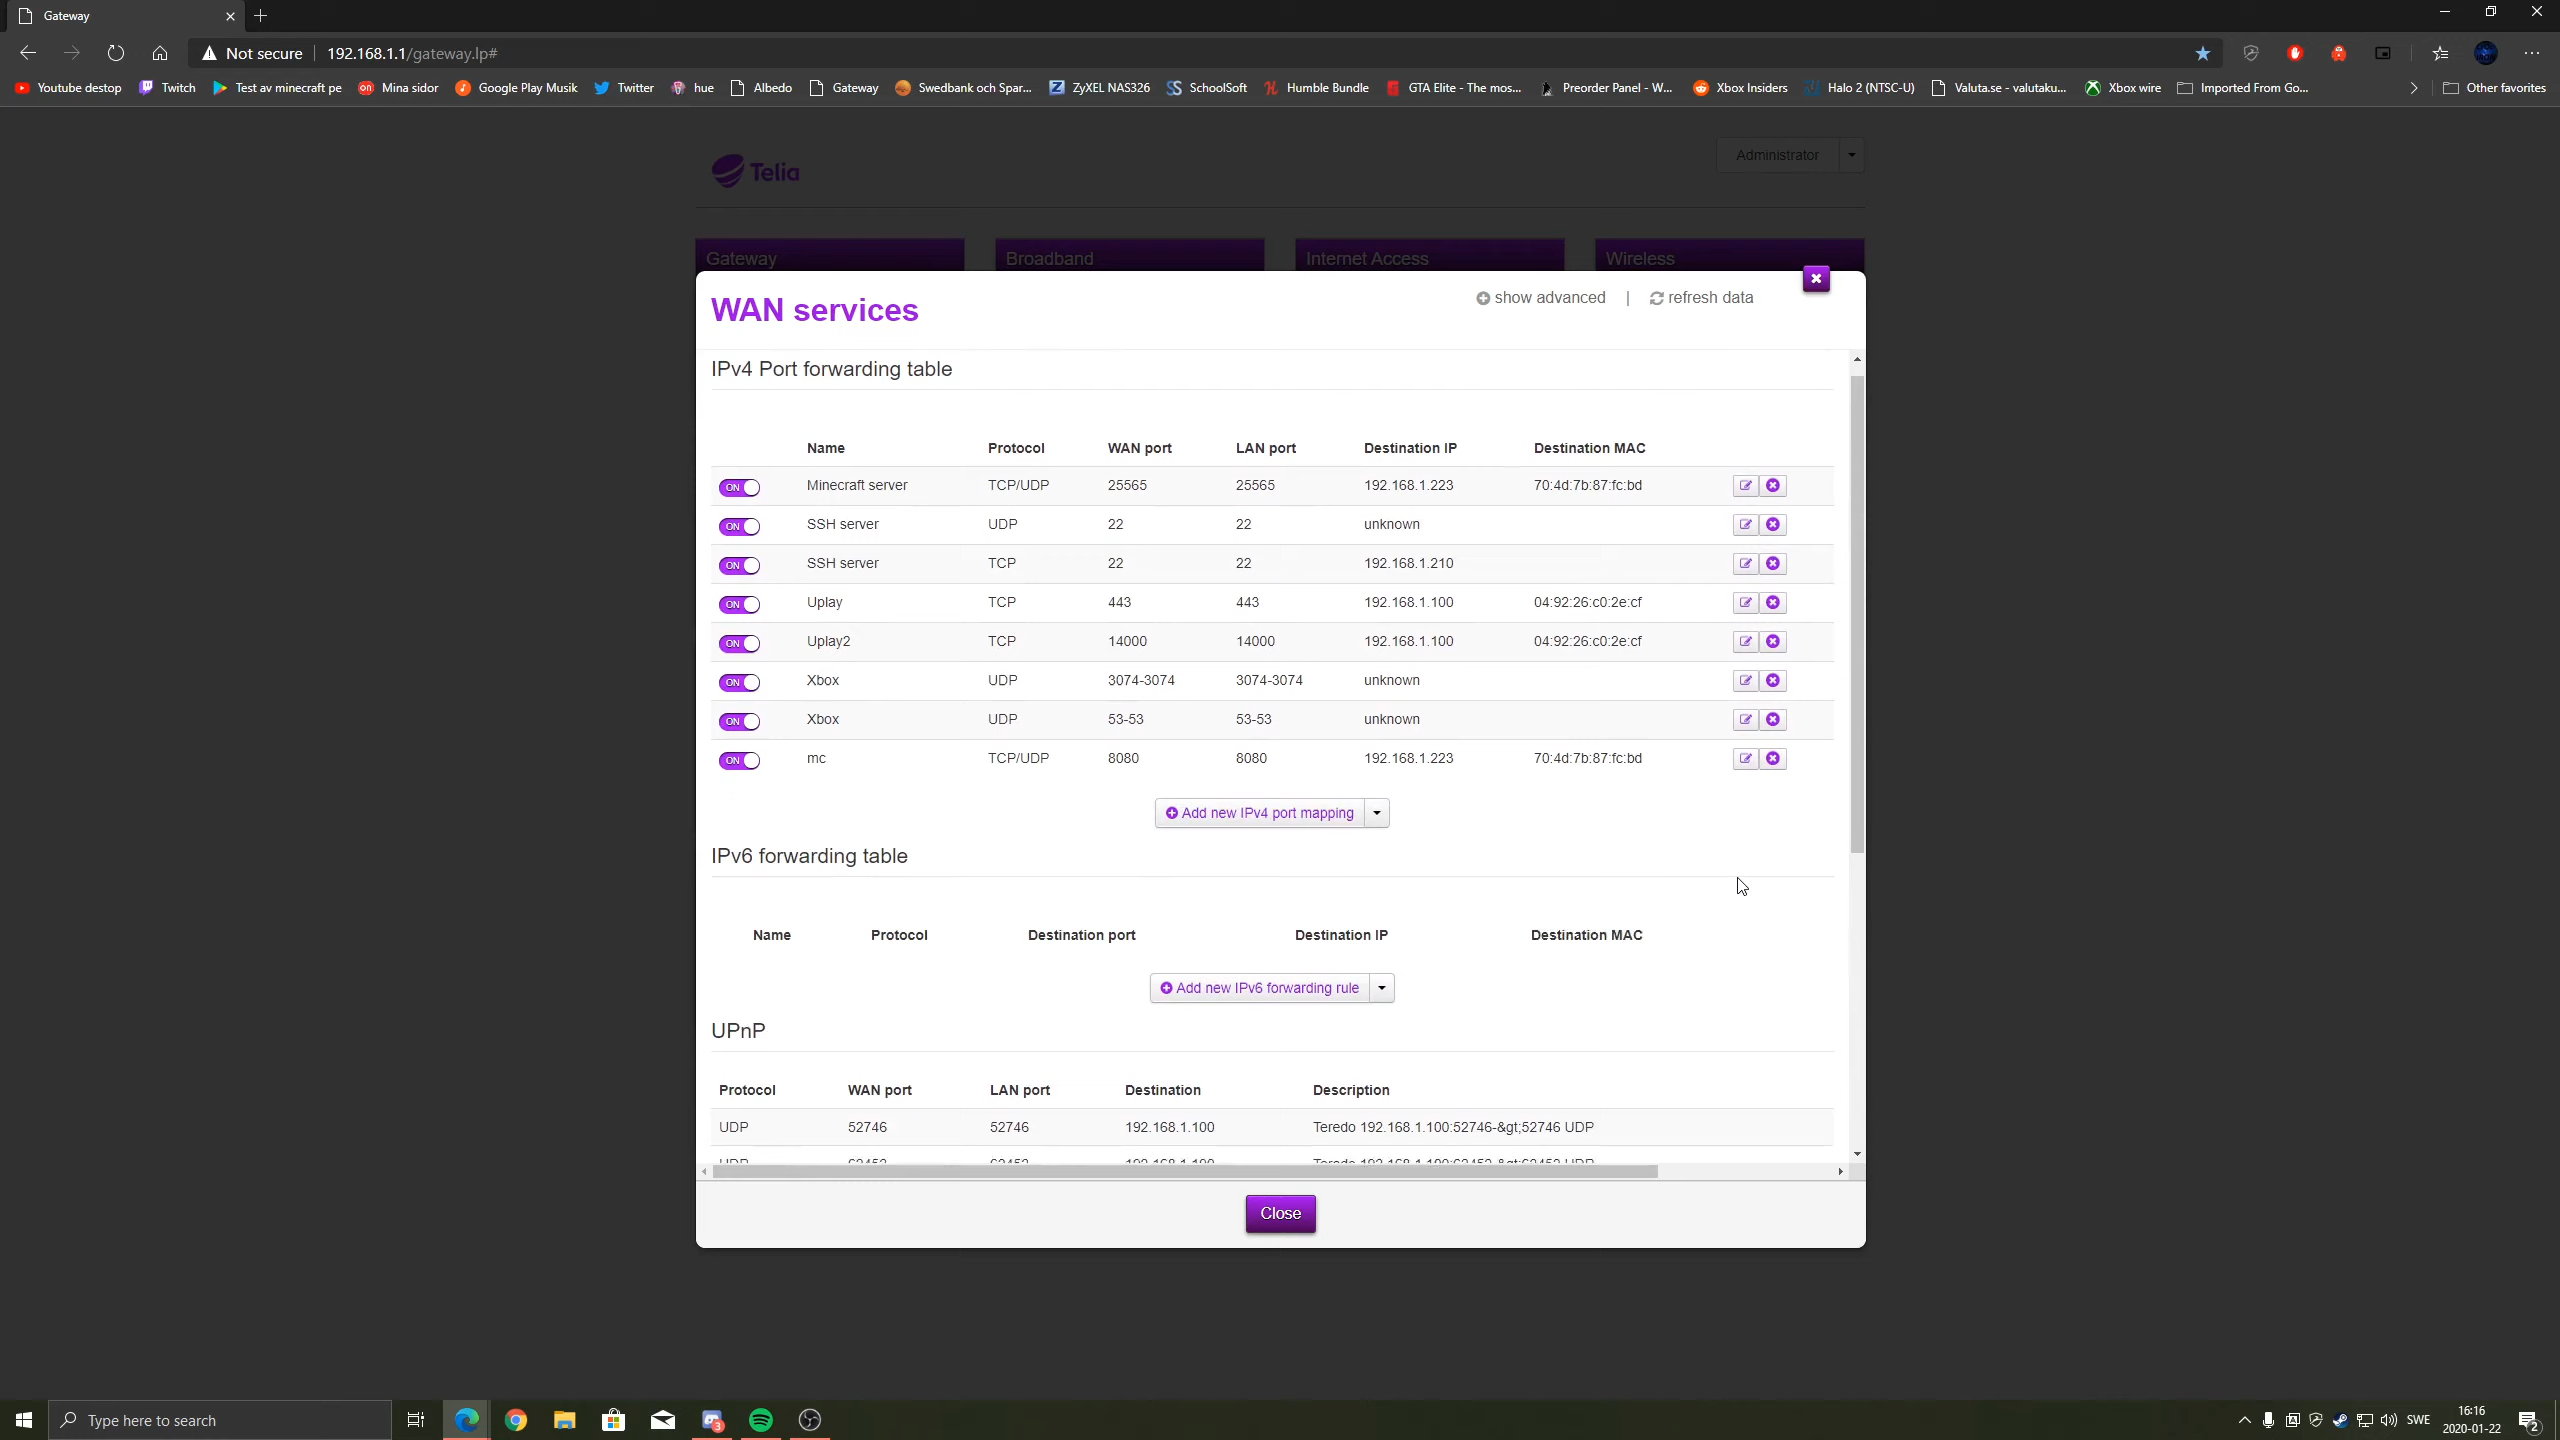 Gateway
Not secure | 192.168.1.1/gateway.lp#
Youtube destop Twitch Test av minecraft pe Mina sidor Google Play Musik Twitter hue Albedo Gateway Swedbank och Spar... ZyXEL NAS326 SchoolSoft Humble Bundle GTA Elite - The mos... Preorder Panel - W... Xbox Insiders Halo 2 (NTSC-U) Valuta.se - valutaku... Xbox wire Imported From Go... Other favorites
Telia
Administrator
Gateway Broadband Internet Access Wireless
WAN services
show advanced | refresh data
IPv4 Port forwarding table
Name Protocol WAN port LAN port Destination IP Destination MAC
ON Minecraft server TCP/UDP 25565 25565 192.168.1.223 70:4d:7b:87:fc:bd
ON SSH server UDP 22 22 unknown
ON SSH server TCP 22 22 192.168.1.210
ON Uplay TCP 443 443 192.168.1.100 04:92:26:c0:2e:cf
ON Uplay2 TCP 14000 14000 192.168.1.100 04:92:26:c0:2e:cf
ON Xbox UDP 3074-3074 3074-3074 unknown
ON Xbox UDP 53-53 53-53 unknown
ON mc TCP/UDP 8080 8080 192.168.1.223 70:4d:7b:87:fc:bd
Add new IPv4 port mapping
IPv6 forwarding table
Name Protocol Destination port Destination IP Destination MAC
Add new IPv6 forwarding rule
UPnP
Protocol WAN port LAN port Destination Description
UDP 52746 52746 192.168.1.100 Teredo 192.168.1.100:52746-&gt;52746 UDP
Close
Type here to search
3
SWE
16:16
2020-01-22
2